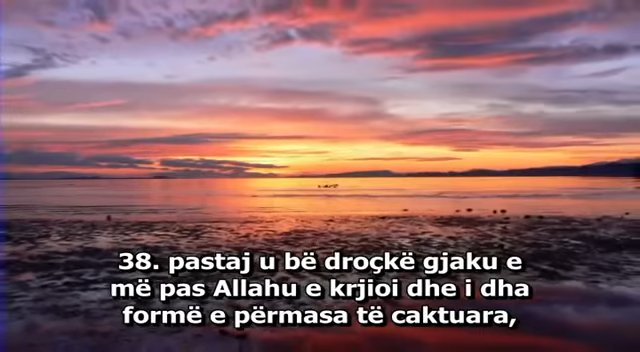 38. pastaj u bë droçkë gjaku e
më pas Allahu e krjioi dhe i dha
formë e përmasa të caktuara,